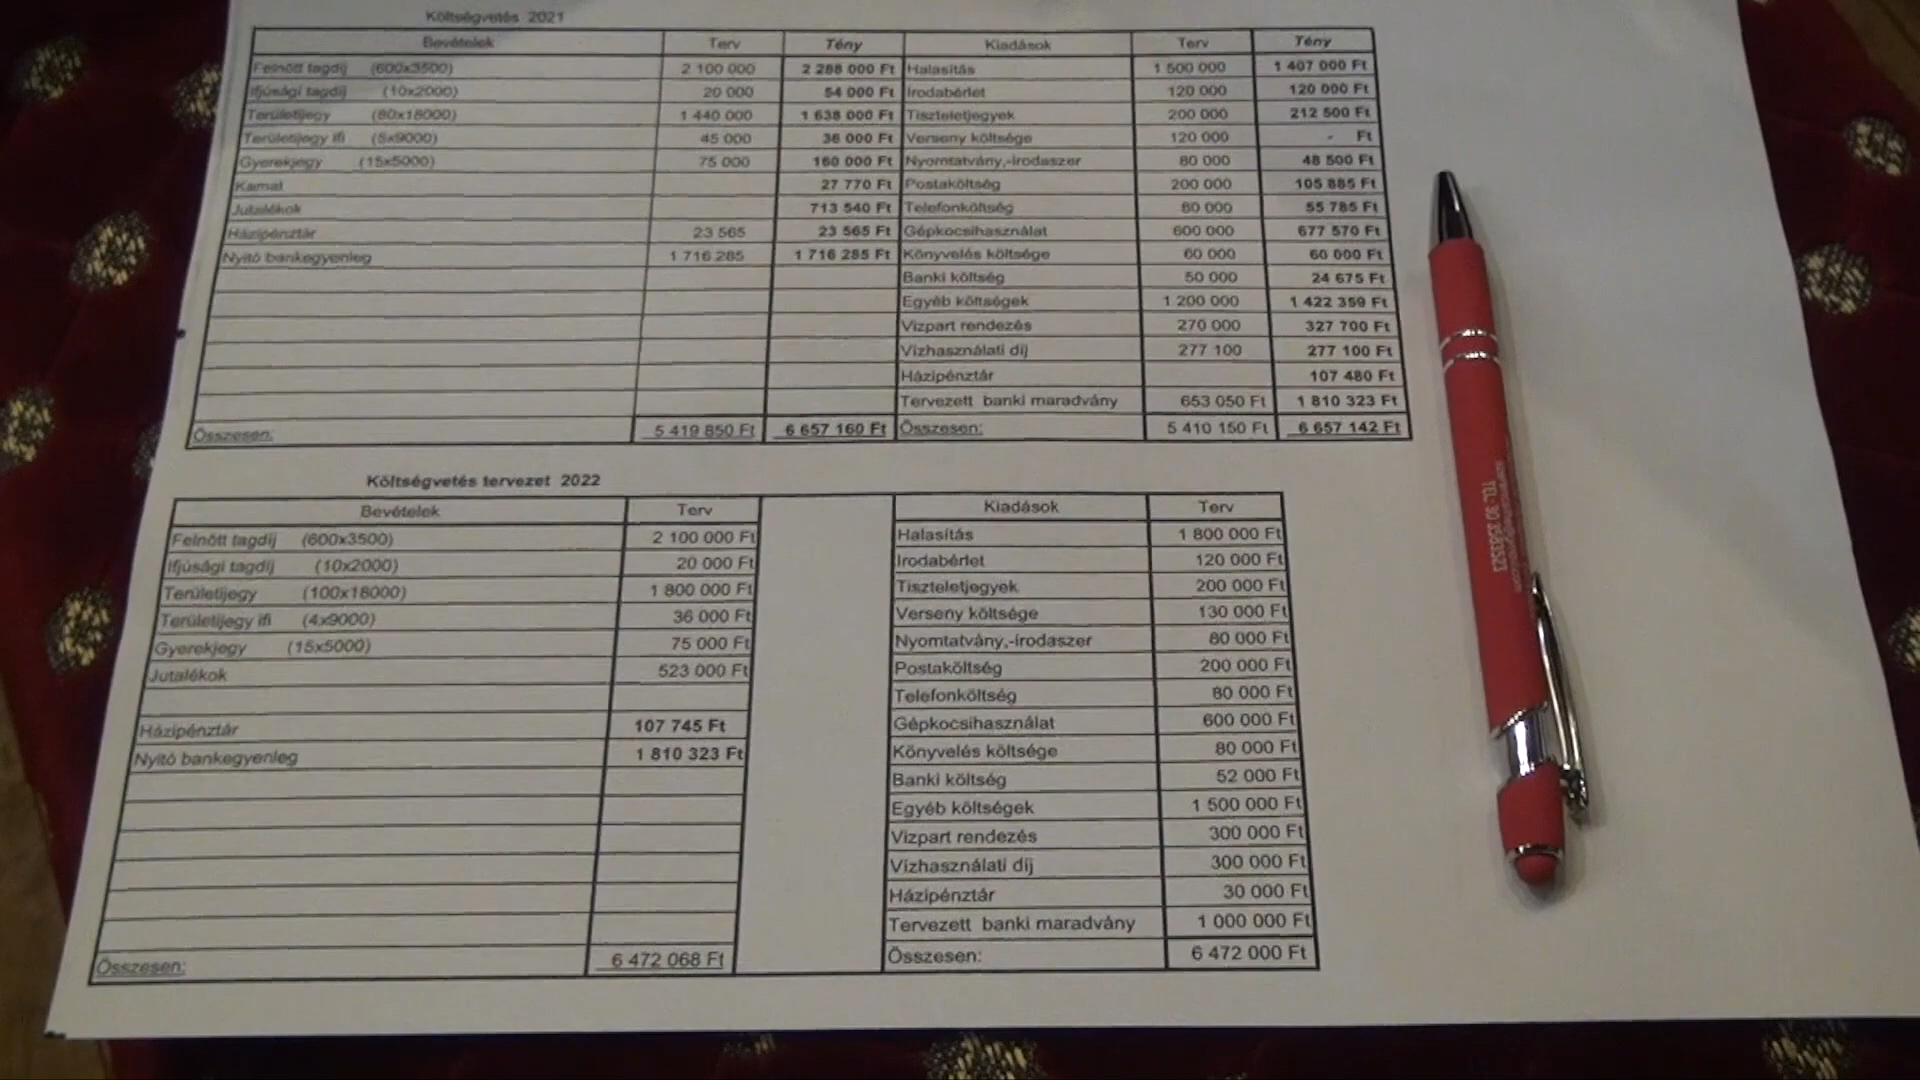 Költségvetés 2021
Bevételek Terv Tény Kiadások Terv Tény
Felnőtt tagdíj (600x3500) 2 100 000 2 288 000 Ft Halasítás 1 500 000 1 407 000 Ft
Ifjúsági tagdíj (10x2000) 20 000 54 000 Ft Irodabérlet 120 000 120 000 Ft
Területijegy (80x18000) 1 440 000 1 638 000 Ft Tiszteletjegyek 200 000 212 500 Ft
Területijegy ifi (5x9000) 45 000 36 000 Ft Verseny költsége 120 000 - Ft
Gyerekjegy (15x5000) 75 000 160 000 Ft Nyomtatvány,-irodaszer 80 000 48 500 Ft
Kamat 27 770 Ft Postaköltség 200 000 105 885 Ft
Jutalékok 713 540 Ft Telefonköltség 80 000 55 785 Ft
Házipénztár 23 565 23 565 Ft Gépkocsihasználat 600 000 677 570 Ft
Nyitó bankegyenleg 1 716 285 1 716 285 Ft Könyvelés költsége 60 000 60 000 Ft
Banki költség 50 000 24 675 Ft
Egyéb költségek 1 200 000 1 422 359 Ft
Vízpart rendezés 270 000 327 700 Ft
Vízhasználati díj 277 100 277 100 Ft
Házipénztár 107 480 Ft
Tervezett banki maradvány 653 050 Ft 1 810 323 Ft
Összesen: 5 419 850 Ft 6 657 160 Ft Összesen: 5 410 150 Ft 6 657 142 Ft
Költségvetés tervezet 2022
Bevételek Terv Kiadások Terv
Felnőtt tagdíj (600x3500) 2 100 000 Ft Halasítás 1 800 000 Ft
Ifjúsági tagdíj (10x2000) 20 000 Ft Irodabérlet 120 000 Ft
Területijegy (100x18000) 1 800 000 Ft Tiszteletjegyek 200 000 Ft
Területijegy ifi (4x9000) 36 000 Ft Verseny költsége 130 000 Ft
Gyerekjegy (15x5000) 75 000 Ft Nyomtatvány,-irodaszer 80 000 Ft
Jutalékok 523 000 Ft Postaköltség 200 000 Ft
Telefonköltség 80 000 Ft
Házipénztár 107 745 Ft Gépkocsihasználat 600 000 Ft
Nyitó bankegyenleg 1 810 323 Ft Könyvelés költsége 80 000 Ft
Banki költség 52 000 Ft
Egyéb költségek 1 500 000 Ft
Vízpart rendezés 300 000 Ft
Vízhasználati díj 300 000 Ft
Házipénztár 30 000 Ft
Tervezett banki maradvány 1 000 000 Ft
Összesen: 6 472 068 Ft Összesen: 6 472 000 Ft
TEL: 30